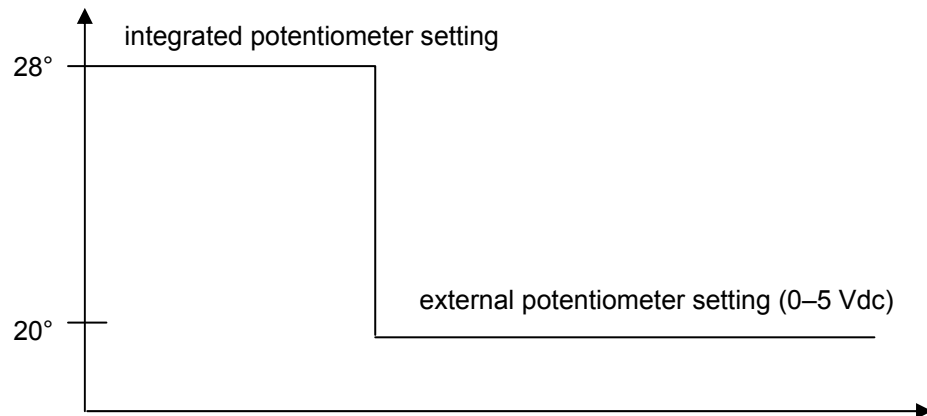 integrated potentiometer setting
28°
external potentiometer setting (0–5 Vdc)
20°